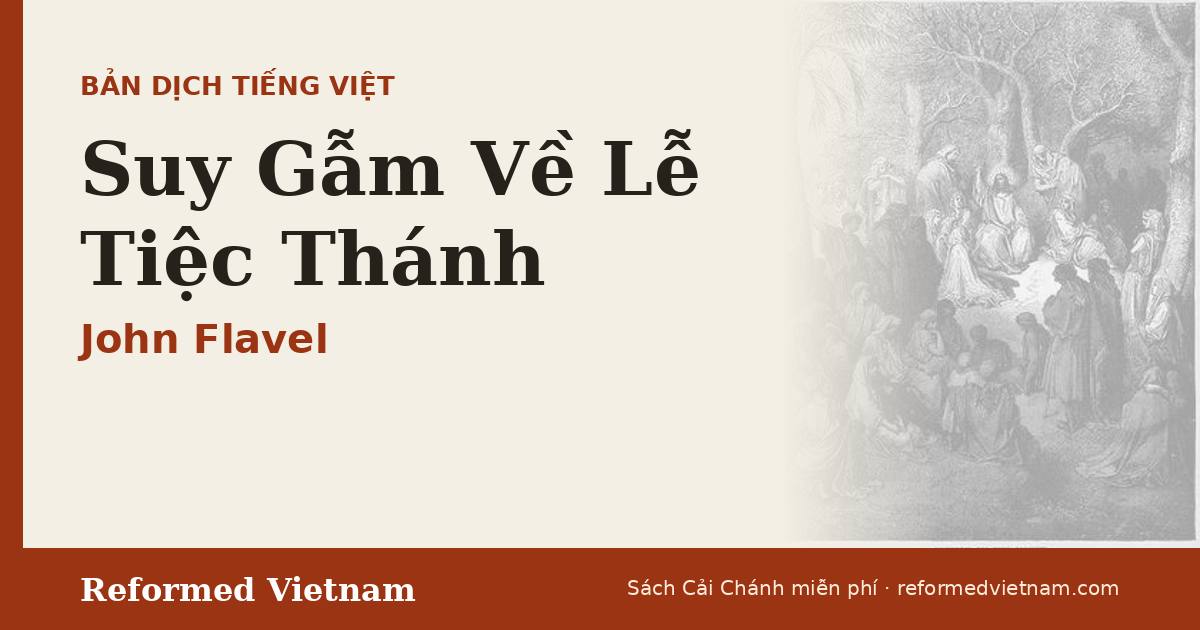 BẢN DỊCH TIẾNG VIỆT
Suy Gẫm Về Lễ
Tiệc Thánh
John Flavel
Reformed Vietnam
Sách Cải Chánh miễn phí · reformedvietnam.com